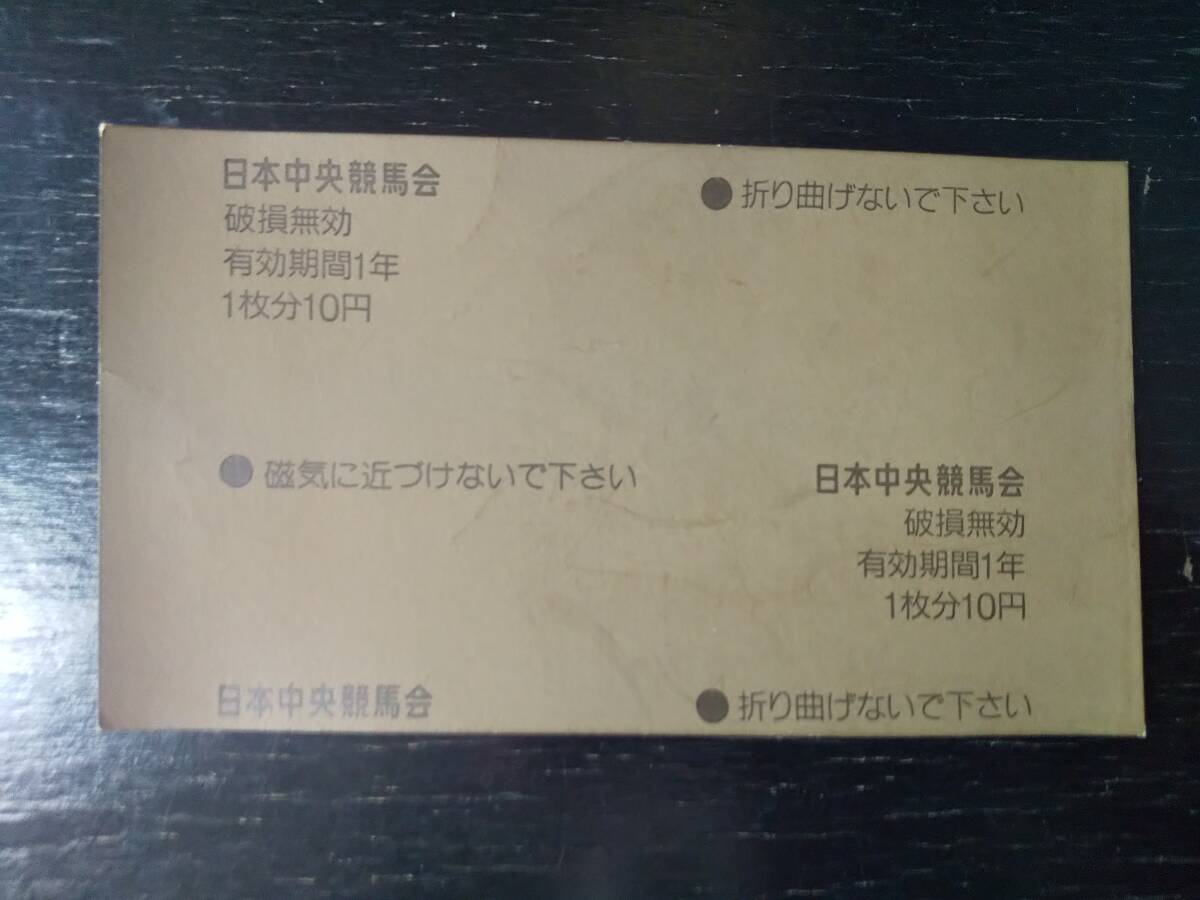 日本中央競馬会
破損無効
有効期間1年
1枚分10円
●折り曲げないで下さい
●磁気に近づけないで下さい
日本中央競馬会
破損無効
有効期間1年
1枚分10円
日本中央競馬会
●折り曲げないで下さい